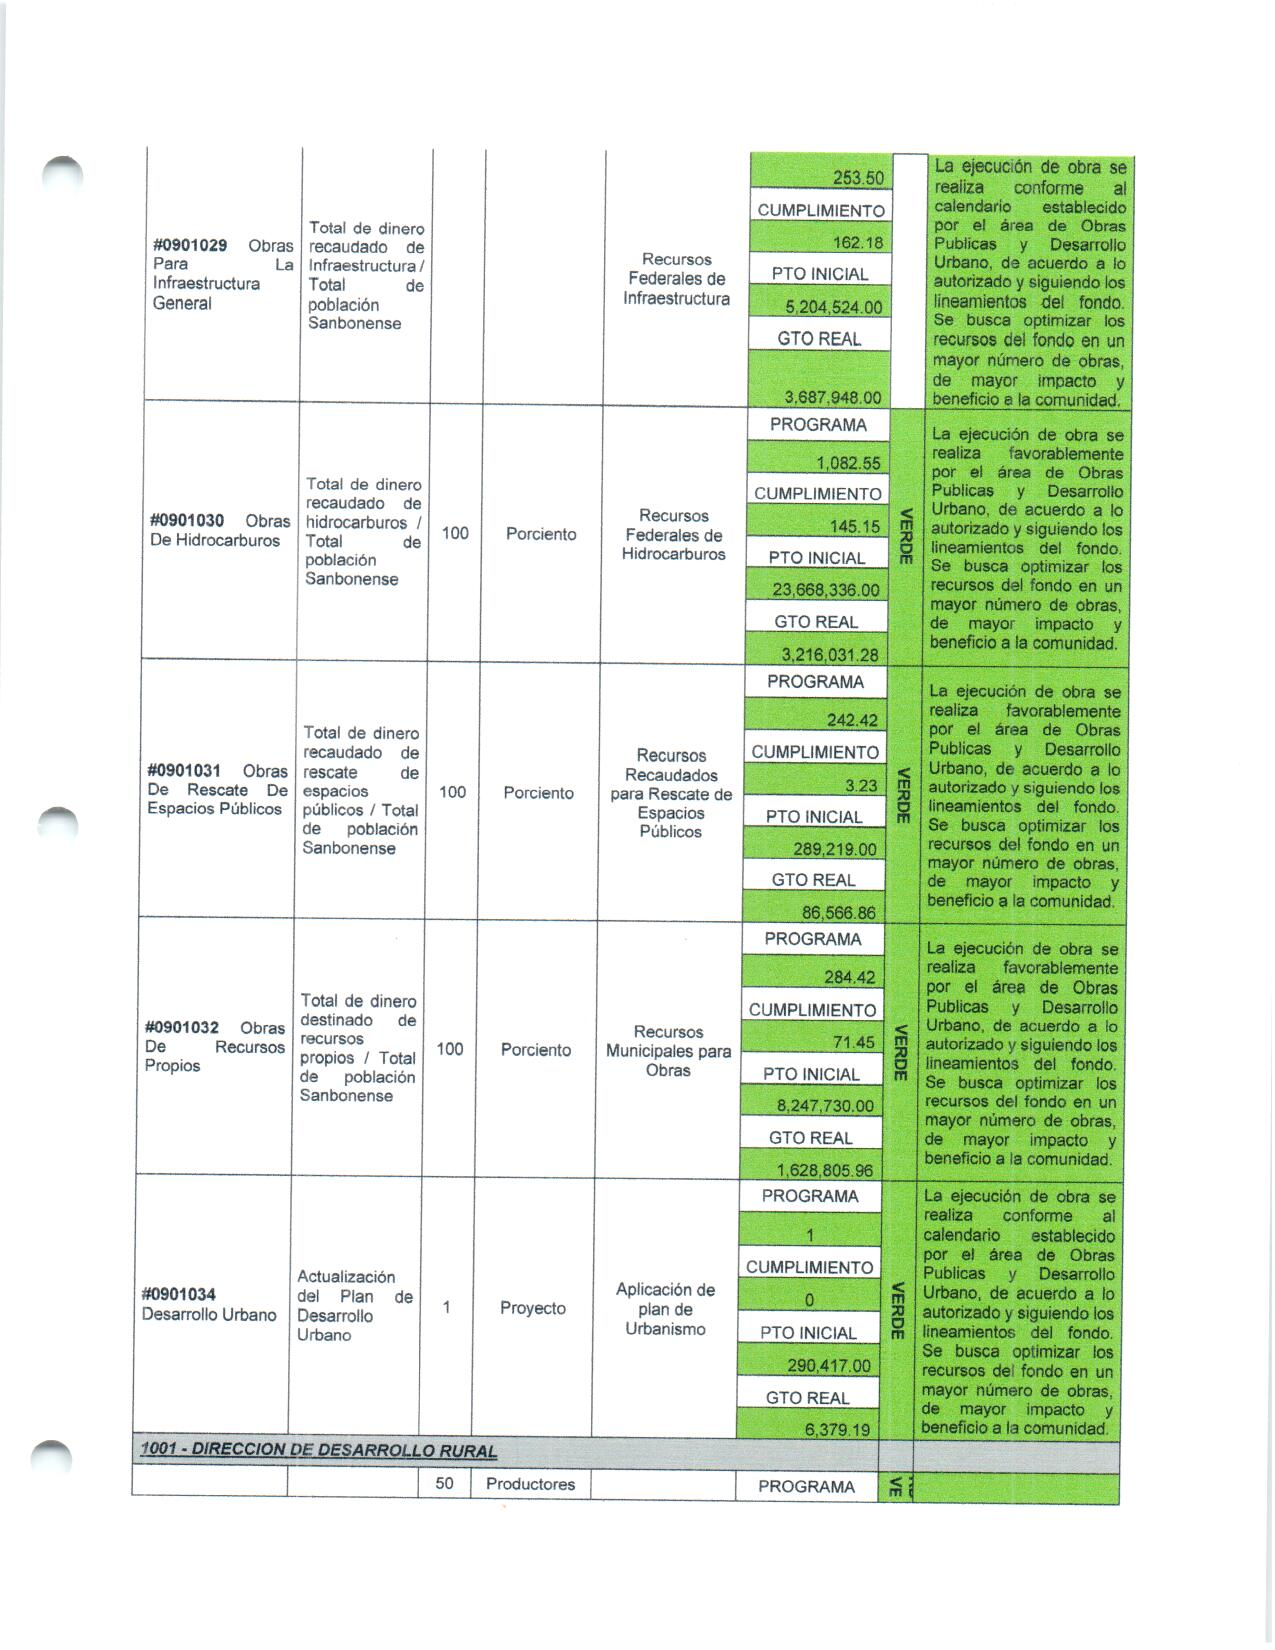 #0901029 Obras
Para La
Infraestructura
General
Total de dinero
recaudado de
Infraestructura /
Total de
población
Sanbonense
Recursos
Federales de
Infraestructura
253.50
CUMPLIMIENTO
162.18
PTO INICIAL
5,204,524.00
GTO REAL
3,687,948.00
La ejecución de obra se
realiza conforme al
calendario establecido
por el área de Obras
Publicas y Desarrollo
Urbano, de acuerdo a lo
autorizado y siguiendo los
lineamientos del fondo.
Se busca optimizar los
recursos del fondo en un
mayor número de obras,
de mayor impacto y
beneficio a la comunidad.
#0901030 Obras
De Hidrocarburos
Total de dinero
recaudado de
hidrocarburos /
Total de
población
Sanbonense
100
Porciento
Recursos
Federales de
Hidrocarburos
PROGRAMA
1,082.55
CUMPLIMIENTO
145.15
PTO INICIAL
23,668,336.00
GTO REAL
3,216,031.28
VERDE
La ejecución de obra se
realiza favorablemente
por el área de Obras
Publicas y Desarrollo
Urbano, de acuerdo a lo
autorizado y siguiendo los
lineamientos del fondo.
Se busca optimizar los
recursos del fondo en un
mayor número de obras,
de mayor impacto y
beneficio a la comunidad.
#0901031 Obras
De Rescate De
Espacios Públicos
Total de dinero
recaudado de
rescate de
espacios
públicos / Total
de población
Sanbonense
100
Porciento
Recursos
Recaudados
para Rescate de
Espacios
Públicos
PROGRAMA
242.42
CUMPLIMIENTO
3.23
PTO INICIAL
289,219.00
GTO REAL
86,566.86
VERDE
La ejecución de obra se
realiza favorablemente
por el área de Obras
Publicas y Desarrollo
Urbano, de acuerdo a lo
autorizado y siguiendo los
lineamientos del fondo.
Se busca optimizar los
recursos del fondo en un
mayor número de obras,
de mayor impacto y
beneficio a la comunidad.
#0901032 Obras
De Recursos
Propios
Total de dinero
destinado de
recursos
propios / Total
de población
Sanbonense
100
Porciento
Recursos
Municipales para
Obras
PROGRAMA
284.42
CUMPLIMIENTO
71.45
PTO INICIAL
8,247,730.00
GTO REAL
1,628,805.96
VERDE
La ejecución de obra se
realiza favorablemente
por el área de Obras
Publicas y Desarrollo
Urbano, de acuerdo a lo
autorizado y siguiendo los
lineamientos del fondo.
Se busca optimizar los
recursos del fondo en un
mayor número de obras,
de mayor impacto y
beneficio a la comunidad.
#0901034
Desarrollo Urbano
Actualización
del Plan de
Desarrollo
Urbano
1
Proyecto
Aplicación de
plan de
Urbanismo
PROGRAMA
1
CUMPLIMIENTO
0
PTO INICIAL
290,417.00
GTO REAL
6,379.19
VERDE
La ejecución de obra se
realiza conforme al
calendario establecido
por el área de Obras
Publicas y Desarrollo
Urbano, de acuerdo a lo
autorizado y siguiendo los
lineamientos del fondo.
Se busca optimizar los
recursos del fondo en un
mayor número de obras,
de mayor impacto y
beneficio a la comunidad.
1001 - DIRECCION DE DESARROLLO RURAL
50
Productores
PROGRAMA
VE